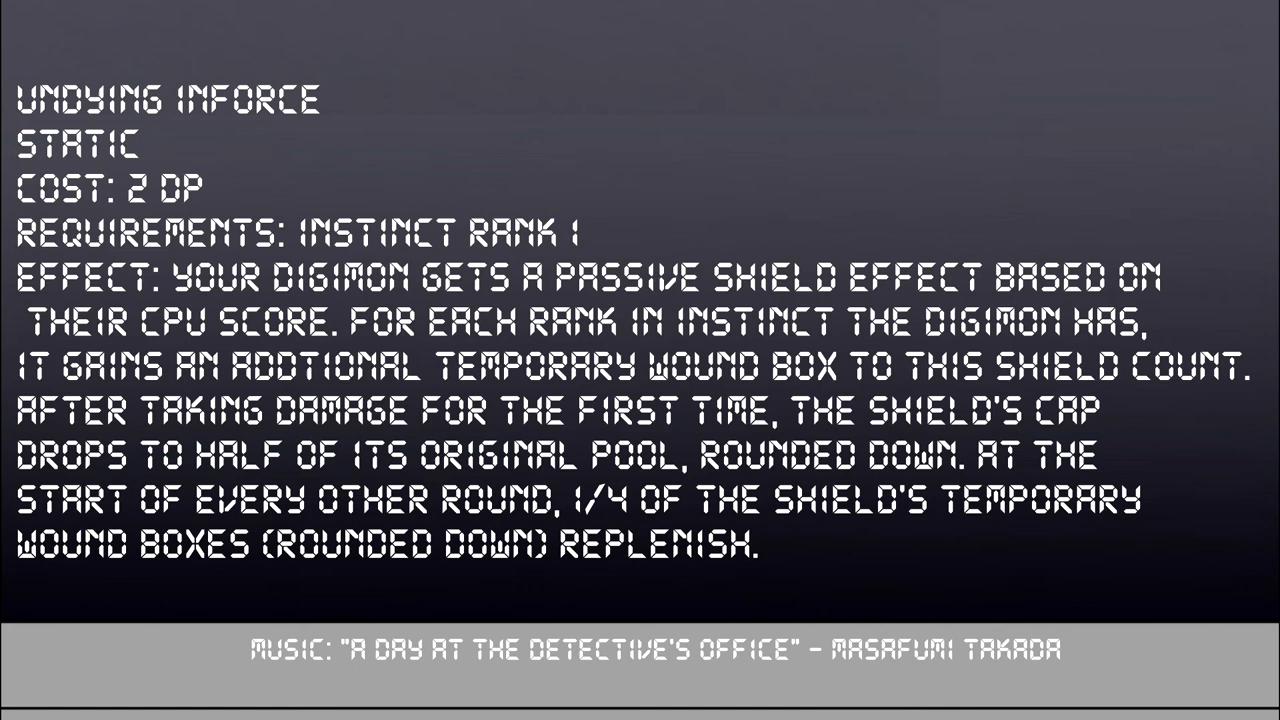 UNDYING INFORCE
STATIC
COST: 2 DP
REQUIREMENTS: INSTINCT RANK 1
EFFECT: YOUR DIGIMON GETS A PASSIVE SHIELD EFFECT BASED ON
THEIR CPU SCORE. FOR EACH RANK IN INSTINCT THE DIGIMON HAS,
IT GAINS AN ADDTIONAL TEMPORARY WOUND BOX TO THIS SHIELD COUNT.
AFTER TAKING DAMAGE FOR THE FIRST TIME, THE SHIELD'S CAP
DROPS TO HALF OF ITS ORIGINAL POOL, ROUNDED DOWN. AT THE
START OF EVERY OTHER ROUND, 1/4 OF THE SHIELD'S TEMPORARY
WOUND BOXES (ROUNDED DOWN) REPLENISH.
MUSIC: "A DAY AT THE DETECTIVE'S OFFICE" - MASAFUMI TAKADA